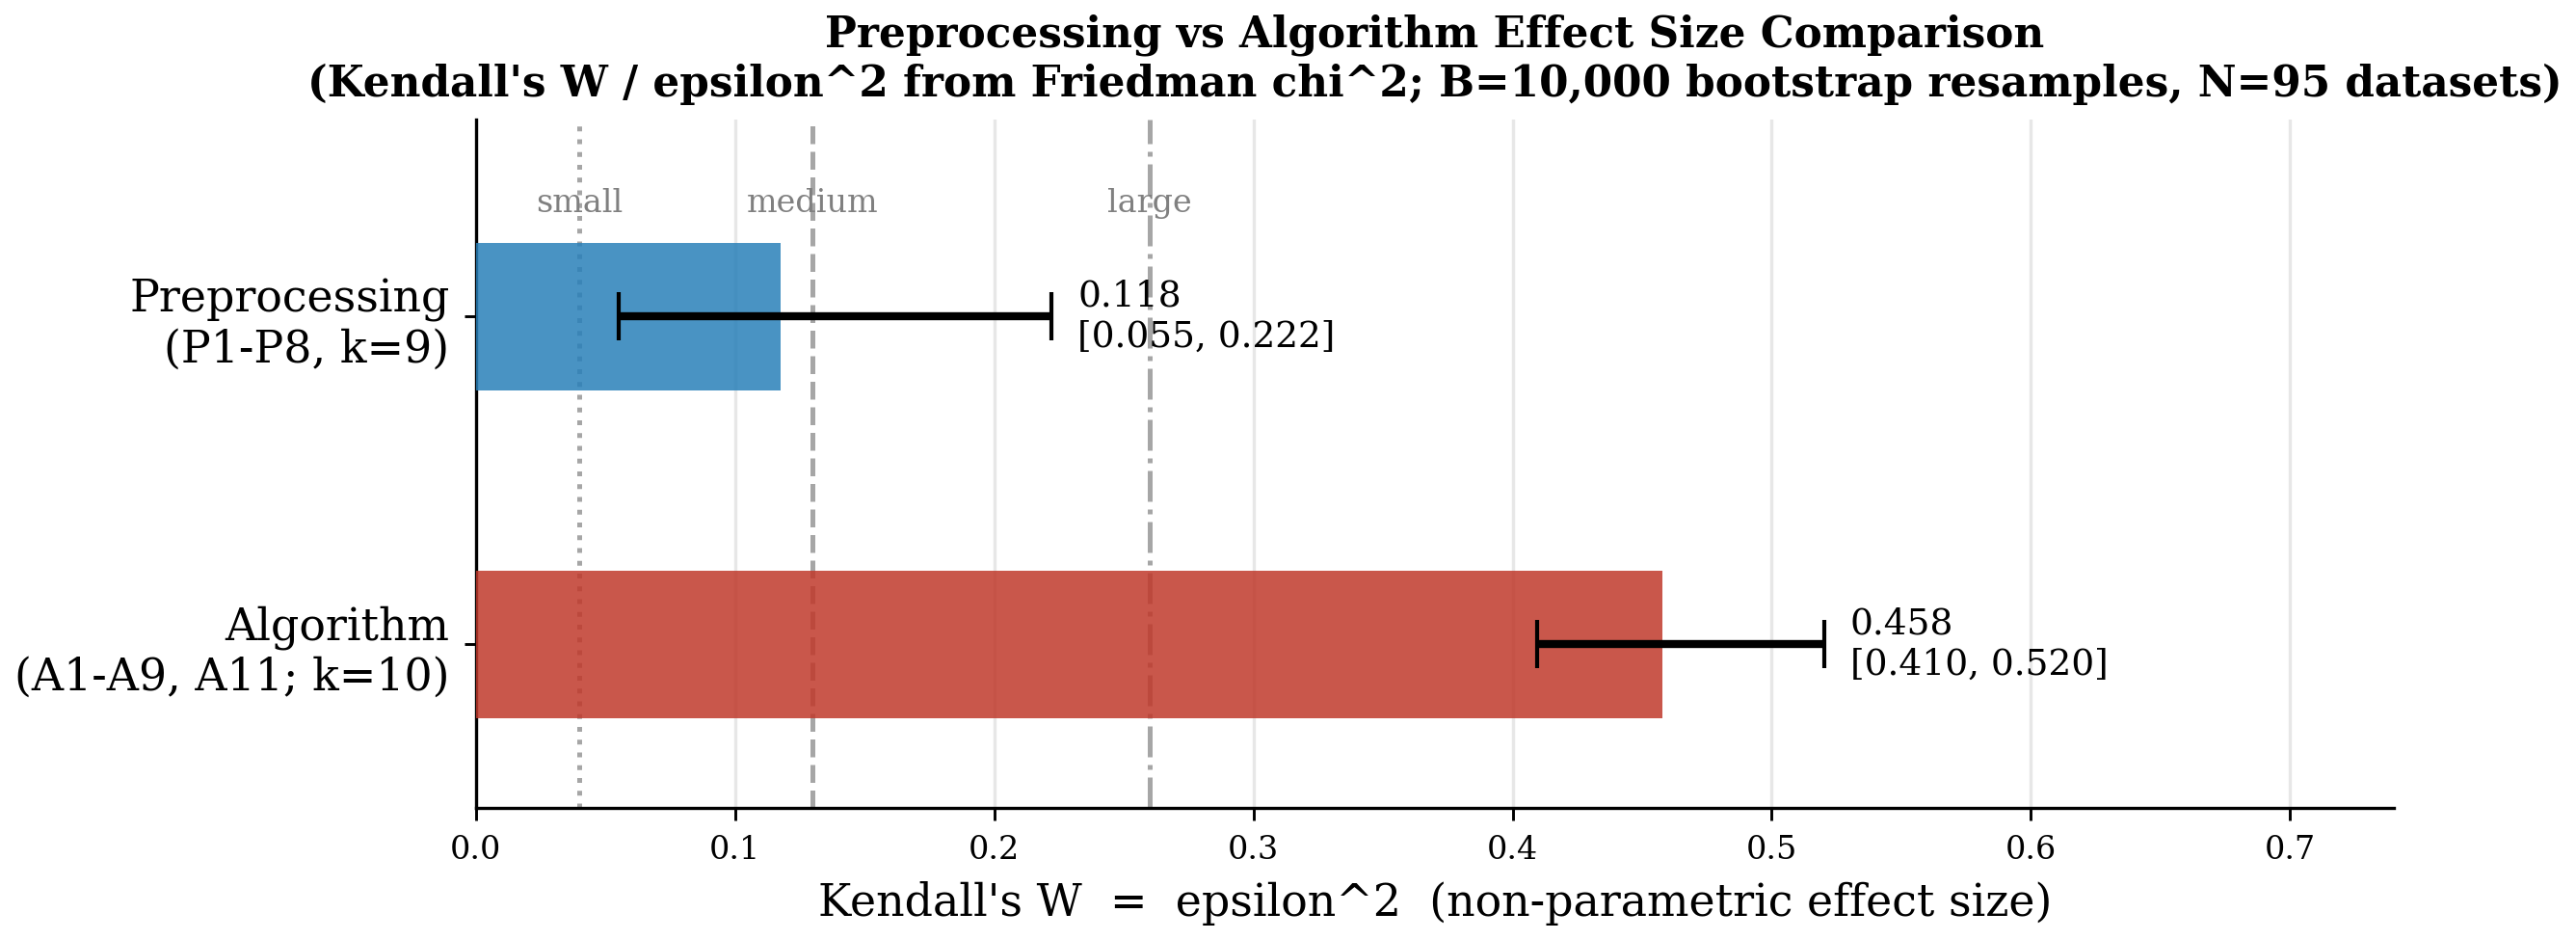 Preprocessing vs Algorithm Effect Size Comparison
(Kendall's W / epsilon^2 from Friedman chi^2; B=10,000 bootstrap resamples, N=95 datasets)
small medium large
Preprocessing
(P1-P8, k=9)
0.118
[0.055, 0.222]
Algorithm
(A1-A9, A11; k=10)
0.458
[0.410, 0.520]
0.0 0.1 0.2 0.3 0.4 0.5 0.6 0.7
Kendall's W = epsilon^2 (non-parametric effect size)